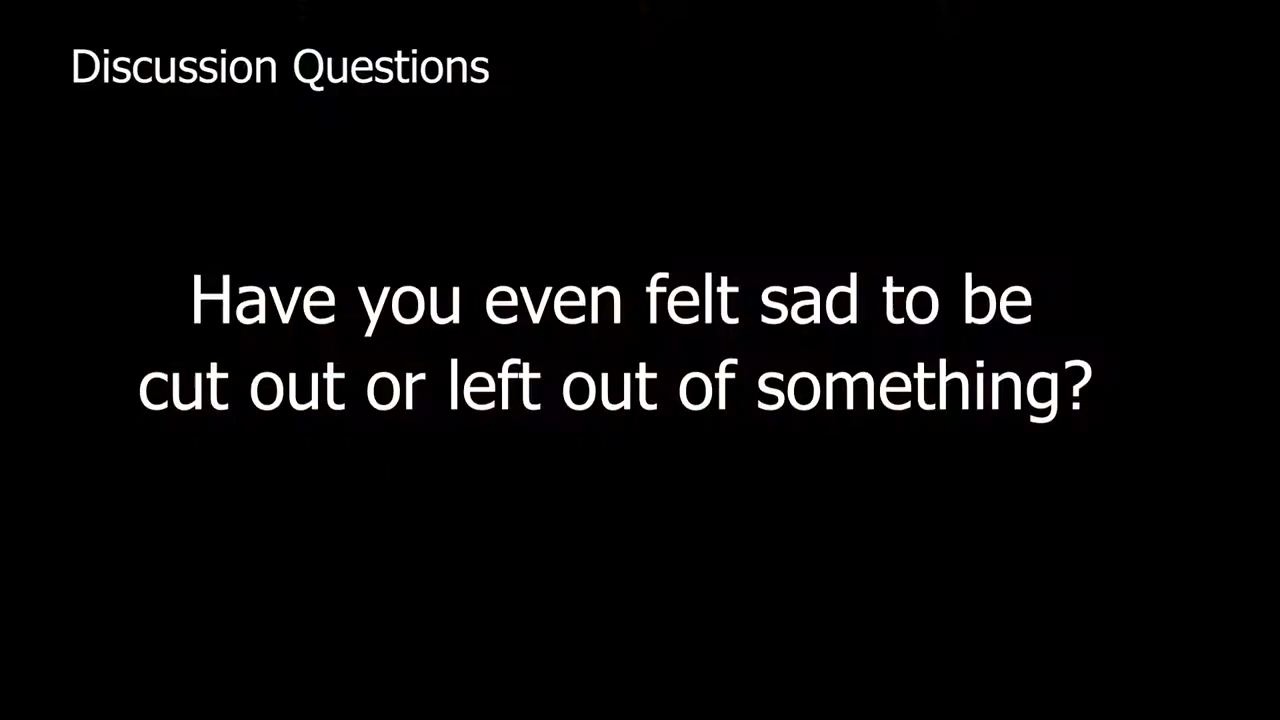 Discussion Questions
Have you even felt sad to be
cut out or left out of something?